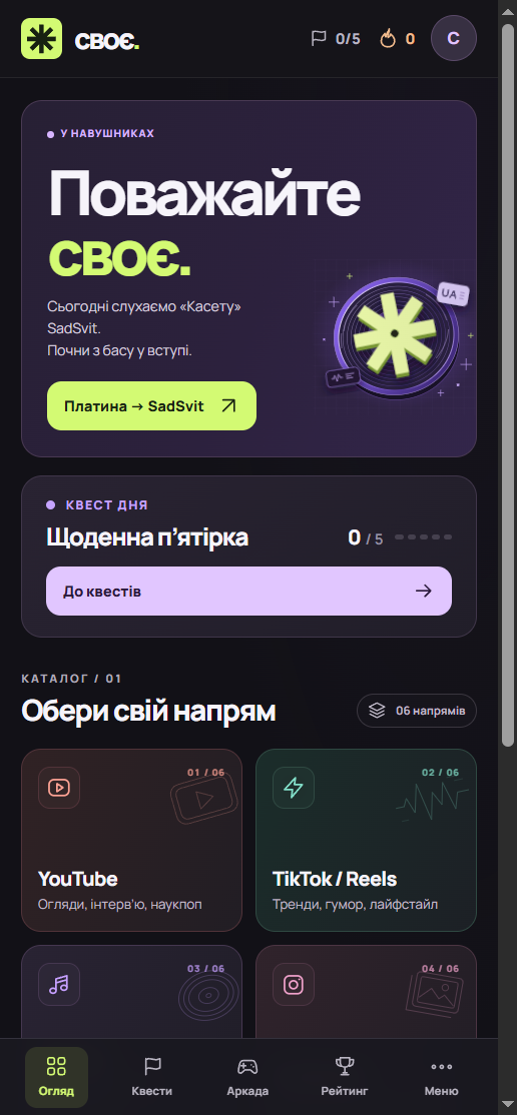 СВОЄ.
0/5
0
С
У НАВУШНИКАХ
Поважайте
СВОЄ.
Сьогодні слухаємо «Касету»
SadSvit.
Почни з басу у вступі.
UA
Платина → SadSvit
КВЕСТ ДНЯ
Щоденна п’ятірка
0 / 5
До квестів
КАТАЛОГ / 01
Обери свій напрям
06 напрямів
01 / 06
YouTube
Огляди, інтерв'ю, наукпоп
02 / 06
TikTok / Reels
Тренди, гумор, лайфстайл
03 / 06
04 / 06
Огляд
Квести
Аркада
Рейтинг
Меню